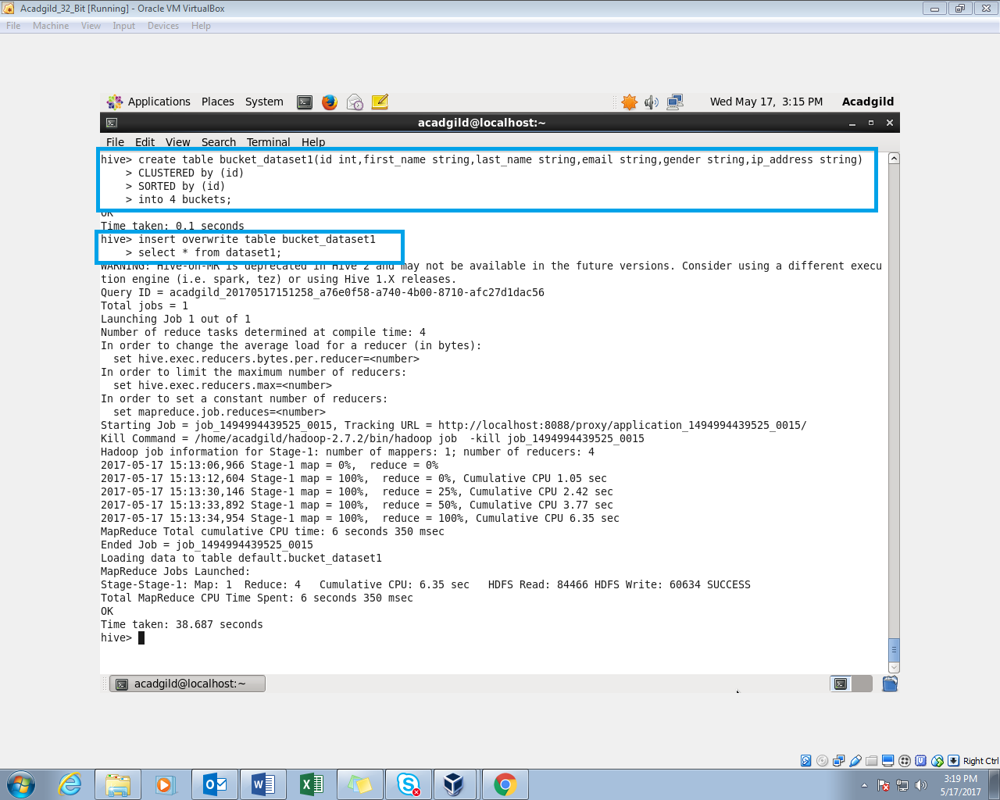 Acadgild_32_Bit [Running] - Oracle VM VirtualBox
File Machine View Input Devices Help
Applications Places System Wed May 17, 3:15 PM Acadgild
acadgild@localhost:~
File Edit View Search Terminal Help
hive> create table bucket_dataset1(id int,first_name string,last_name string,email string,gender string,ip_address string)
    > CLUSTERED by (id)
    > SORTED by (id)
    > into 4 buckets;
OK
Time taken: 0.1 seconds
hive> insert overwrite table bucket_dataset1
    > select * from dataset1;
WARNING: Hive-on-MR is deprecated in Hive 2 and may not be available in the future versions. Consider using a different execu
tion engine (i.e. spark, tez) or using Hive 1.X releases.
Query ID = acadgild_20170517151258_a76e0f58-a740-4b00-8710-afc27d1dac56
Total jobs = 1
Launching Job 1 out of 1
Number of reduce tasks determined at compile time: 4
In order to change the average load for a reducer (in bytes):
  set hive.exec.reducers.bytes.per.reducer=<number>
In order to limit the maximum number of reducers:
  set hive.exec.reducers.max=<number>
In order to set a constant number of reducers:
  set mapreduce.job.reduces=<number>
Starting Job = job_1494994439525_0015, Tracking URL = http://localhost:8088/proxy/application_1494994439525_0015/
Kill Command = /home/acadgild/hadoop-2.7.2/bin/hadoop job  -kill job_1494994439525_0015
Hadoop job information for Stage-1: number of mappers: 1; number of reducers: 4
2017-05-17 15:13:06,966 Stage-1 map = 0%,  reduce = 0%
2017-05-17 15:13:12,604 Stage-1 map = 100%,  reduce = 0%, Cumulative CPU 1.05 sec
2017-05-17 15:13:30,146 Stage-1 map = 100%,  reduce = 25%, Cumulative CPU 2.42 sec
2017-05-17 15:13:33,892 Stage-1 map = 100%,  reduce = 50%, Cumulative CPU 3.77 sec
2017-05-17 15:13:34,954 Stage-1 map = 100%,  reduce = 100%, Cumulative CPU 6.35 sec
MapReduce Total cumulative CPU time: 6 seconds 350 msec
Ended Job = job_1494994439525_0015
Loading data to table default.bucket_dataset1
MapReduce Jobs Launched:
Stage-Stage-1: Map: 1  Reduce: 4   Cumulative CPU: 6.35 sec   HDFS Read: 84466 HDFS Write: 60634 SUCCESS
Total MapReduce CPU Time Spent: 6 seconds 350 msec
OK
Time taken: 38.687 seconds
hive>
acadgild@localhost:~
Right Ctrl
3:19 PM
5/17/2017